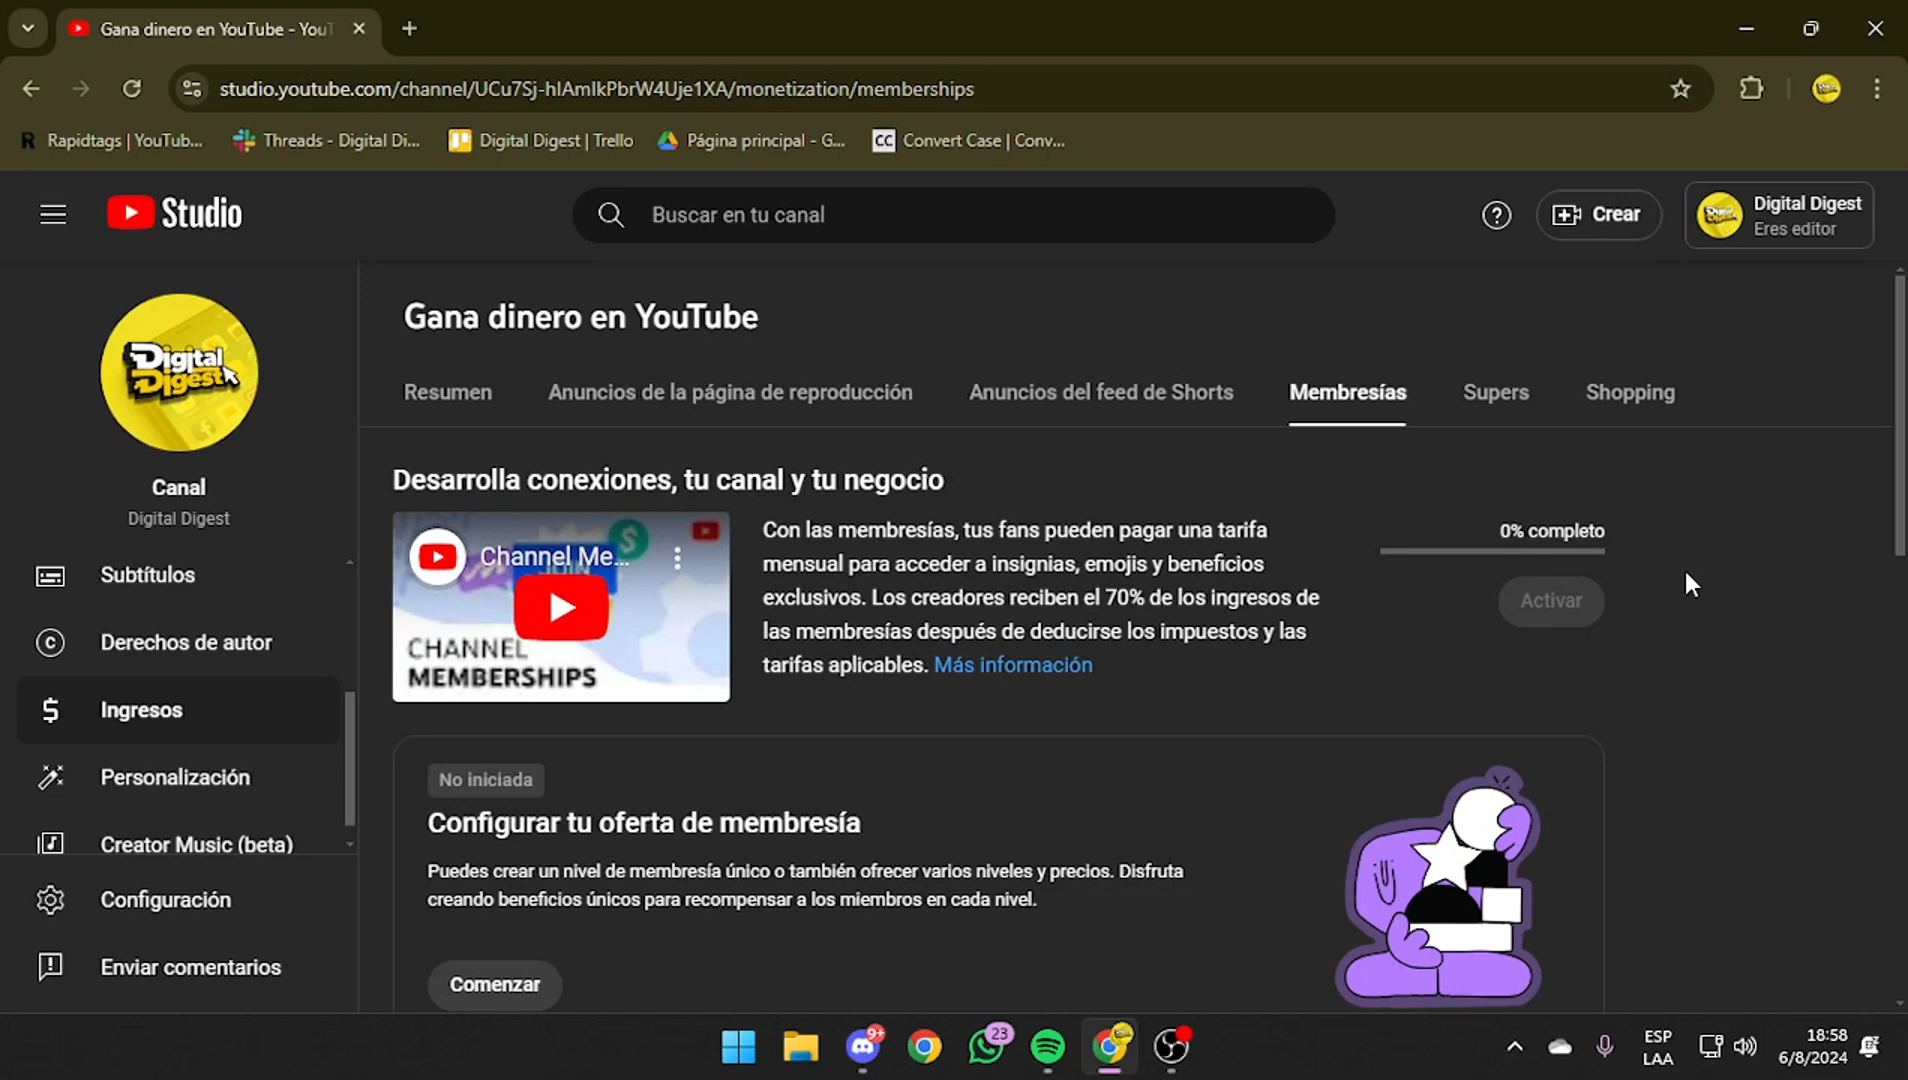 Gana dinero en YouTube - YouT
studio.youtube.com/channel/UCu7Sj-hIAmIkPbrW4Uje1XA/monetization/memberships
R Rapidtags | YouTub...
Threads - Digital Di...
Digital Digest | Trello
Página principal - G...
CC Convert Case | Conv...
Studio
Buscar en tu canal
Crear
Digital Digest
Eres editor
Digital
Digest
Canal
Digital Digest
Subtítulos
Derechos de autor
Ingresos
Personalización
Creator Music (beta)
Configuración
Enviar comentarios
Gana dinero en YouTube
Resumen
Anuncios de la página de reproducción
Anuncios del feed de Shorts
Membresías
Supers
Shopping
Desarrolla conexiones, tu canal y tu negocio
Channel Me...
JOIN
CHANNEL
MEMBERSHIPS
Con las membresías, tus fans pueden pagar una tarifa
mensual para acceder a insignias, emojis y beneficios
exclusivos. Los creadores reciben el 70% de los ingresos de
las membresías después de deducirse los impuestos y las
tarifas aplicables. Más información
0% completo
Activar
No iniciada
Configurar tu oferta de membresía
Puedes crear un nivel de membresía único o también ofrecer varios niveles y precios. Disfruta
creando beneficios únicos para recompensar a los miembros en cada nivel.
Comenzar
9+
23
ESP
LAA
18:58
6/8/2024